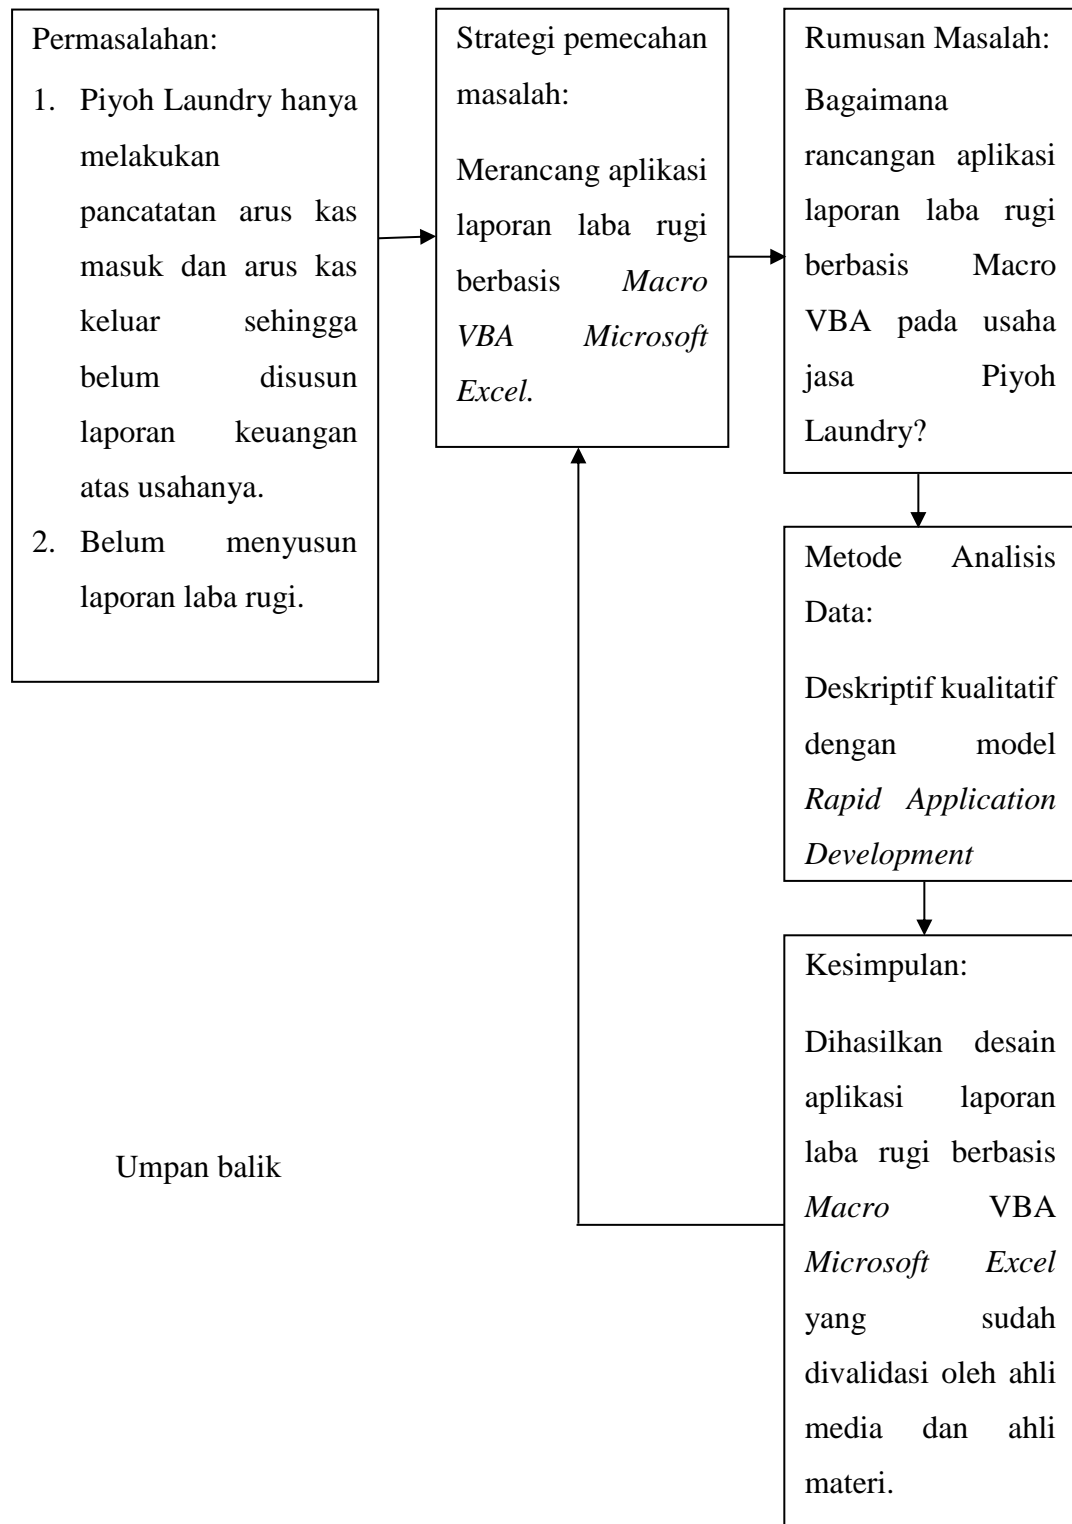 Permasalahan:
1. Piyoh Laundry hanya
melakukan
pancatatan arus kas
masuk dan arus kas
keluar sehingga
belum disusun
laporan keuangan
atas usahanya.
2. Belum menyusun
laporan laba rugi.
Strategi pemecahan
masalah:
Merancang aplikasi
laporan laba rugi
berbasis Macro
VBA Microsoft
Excel.
Rumusan Masalah:
Bagaimana
rancangan aplikasi
laporan laba rugi
berbasis Macro
VBA pada usaha
jasa Piyoh
Laundry?
Metode Analisis
Data:
Deskriptif kualitatif
dengan model
Rapid Application
Development
Kesimpulan:
Dihasilkan desain
aplikasi laporan
laba rugi berbasis
Macro VBA
Microsoft Excel
yang sudah
divalidasi oleh ahli
media dan ahli
materi.
Umpan balik